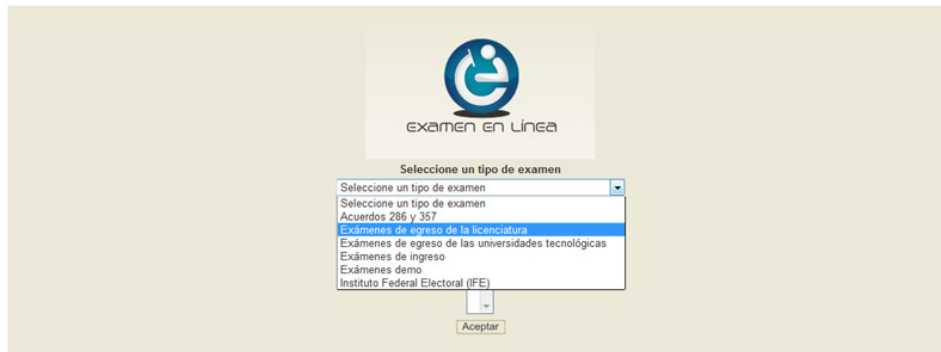 Examen en Línea
Seleccione un tipo de examen
Seleccione un tipo de examen
Seleccione un tipo de examen
Acuerdos 286 y 357
Exámenes de egreso de la licenciatura
Exámenes de egreso de las universidades tecnológicas
Exámenes de ingreso
Exámenes demo
Instituto Federal Electoral (IFE)
Aceptar